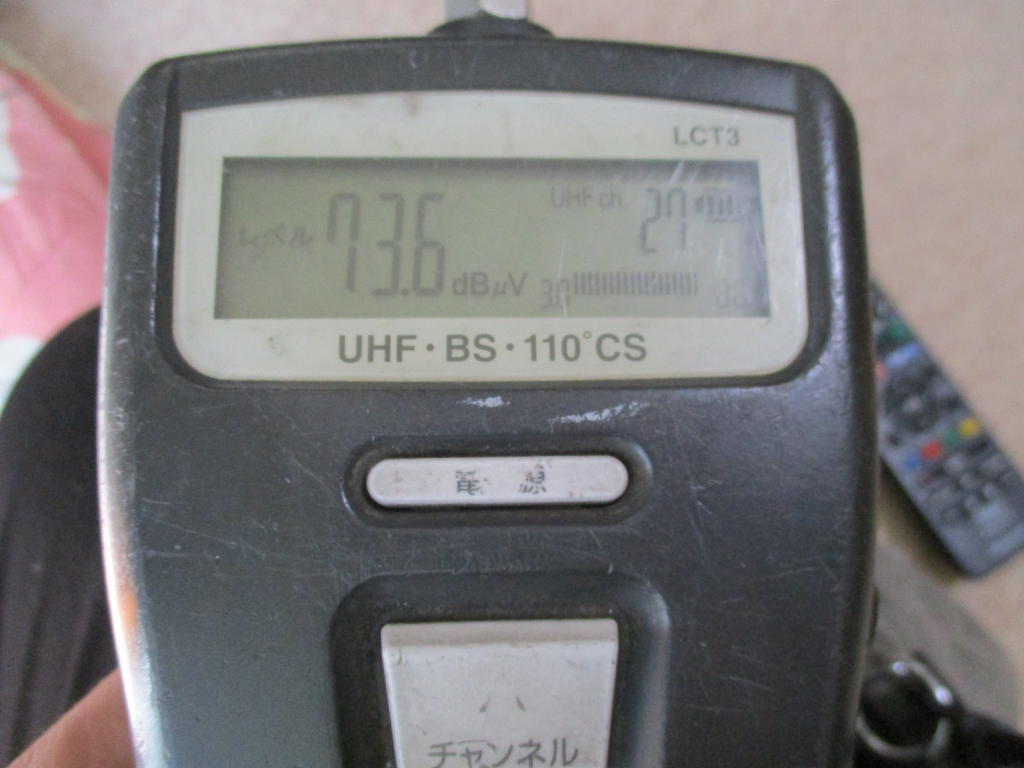 LCT3
UHF ch. 27
レベル 73.6 dBμV
30
UHF・BS・110°CS
電源
チャンネル